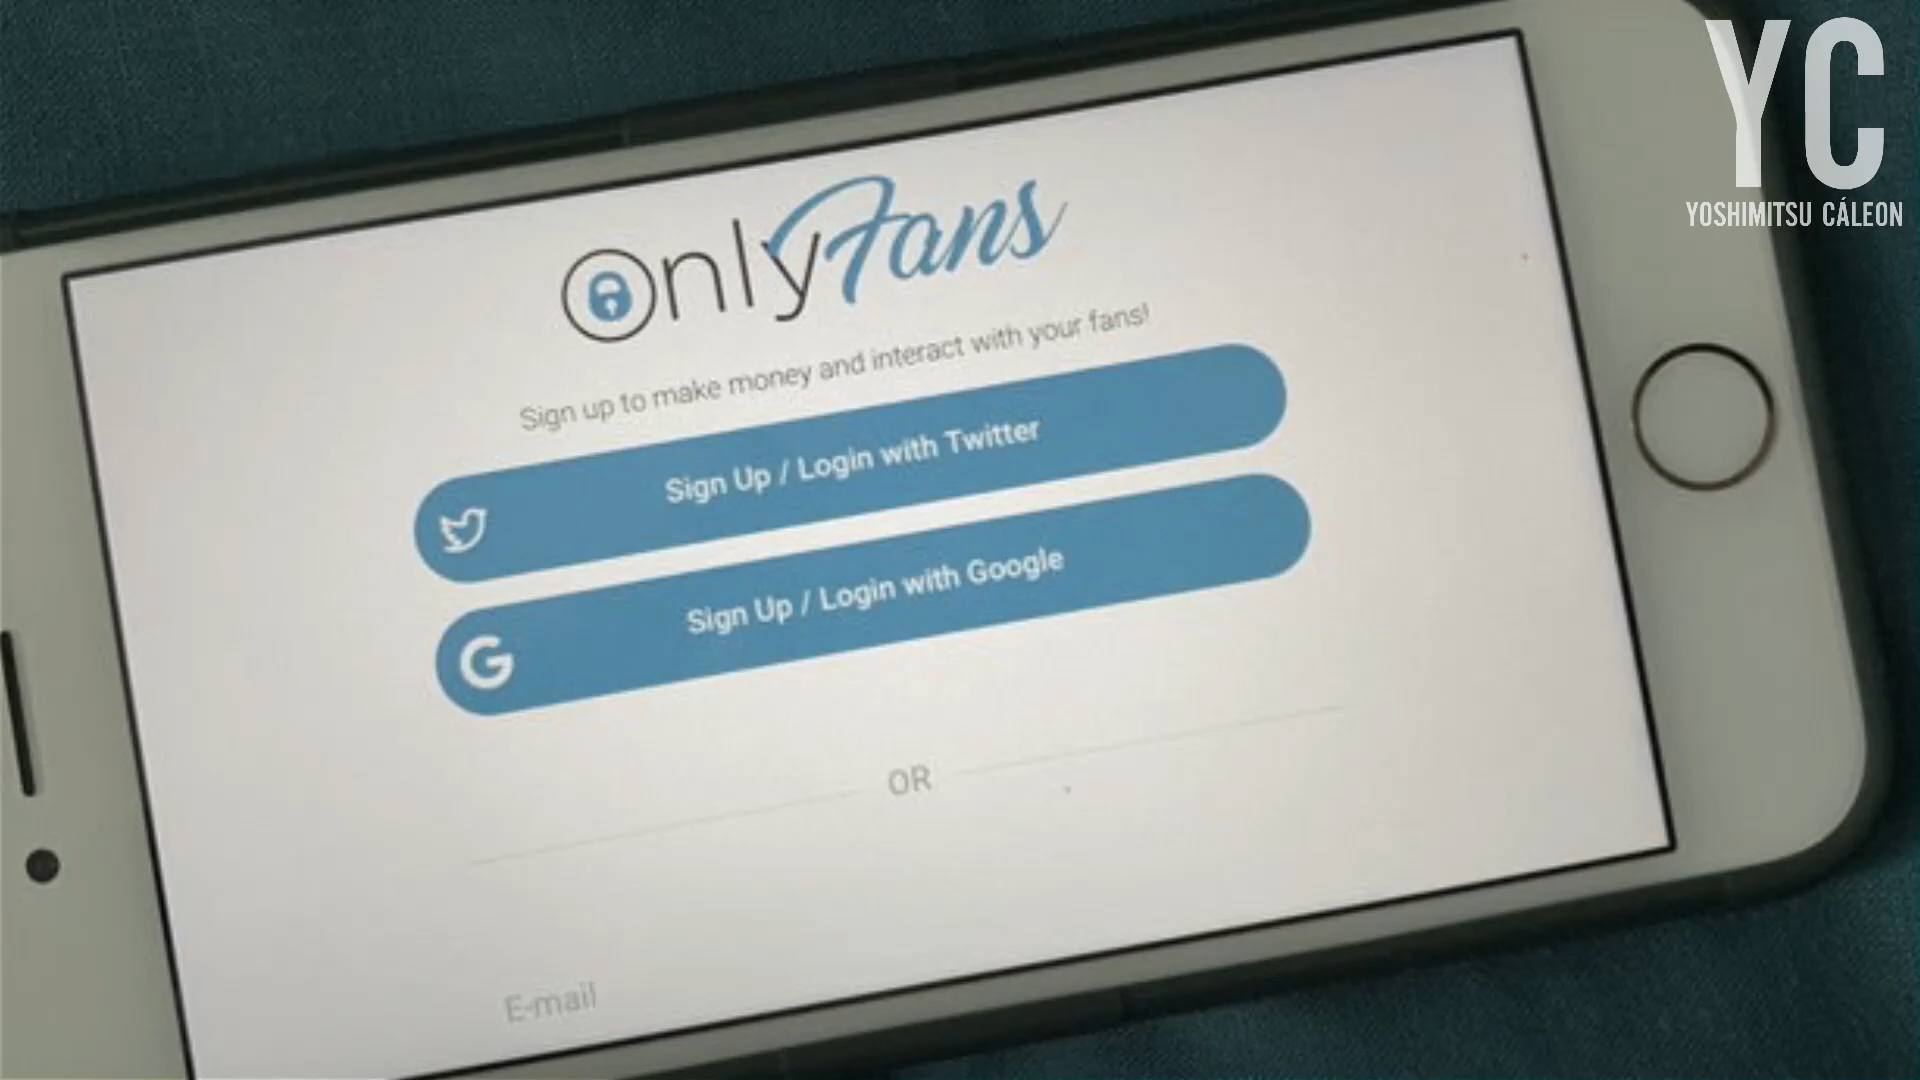 YC
YOSHIMITSU CÁLEON
OnlyFans
Sign up to make money and interact with your fans!
Sign Up / Login with Twitter
G Sign Up / Login with Google
OR
E-mail